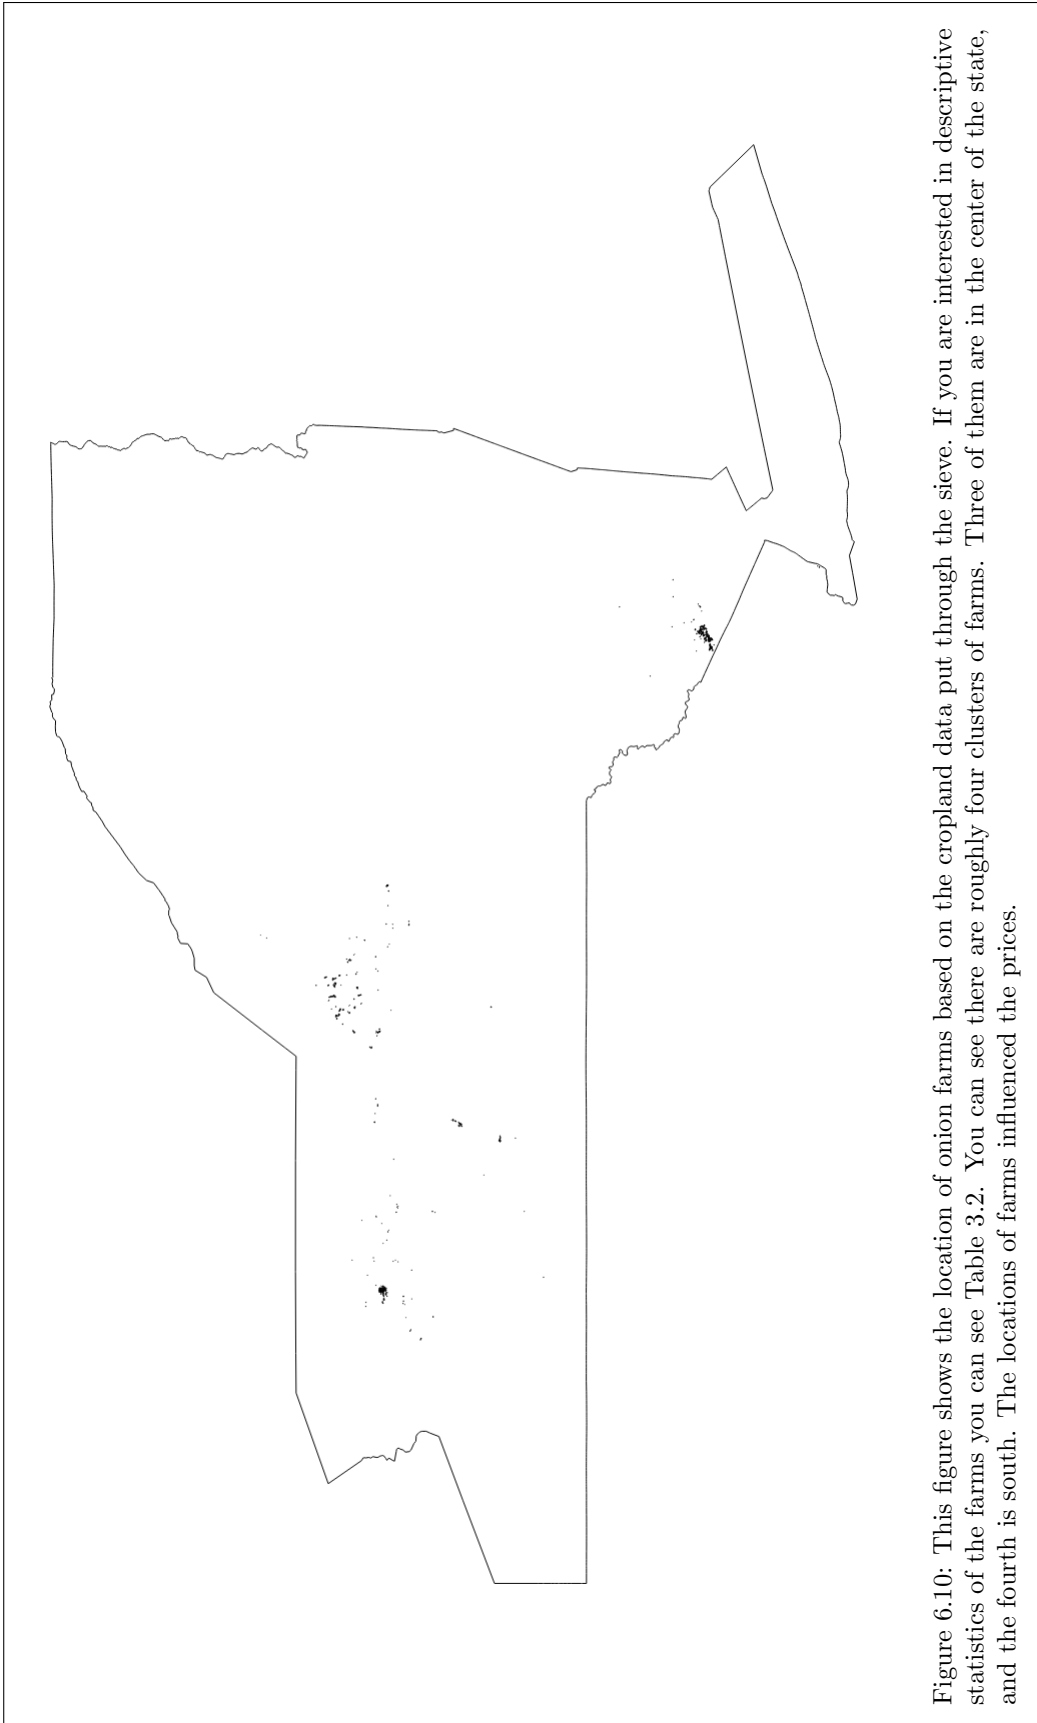 Figure 6.10: This figure shows the location of onion farms based on the cropland data put through the sieve. If you are interested in descriptive
statistics of the farms you can see Table 3.2. You can see there are roughly four clusters of farms. Three of them are in the center of the state,
and the fourth is south. The locations of farms influenced the prices.